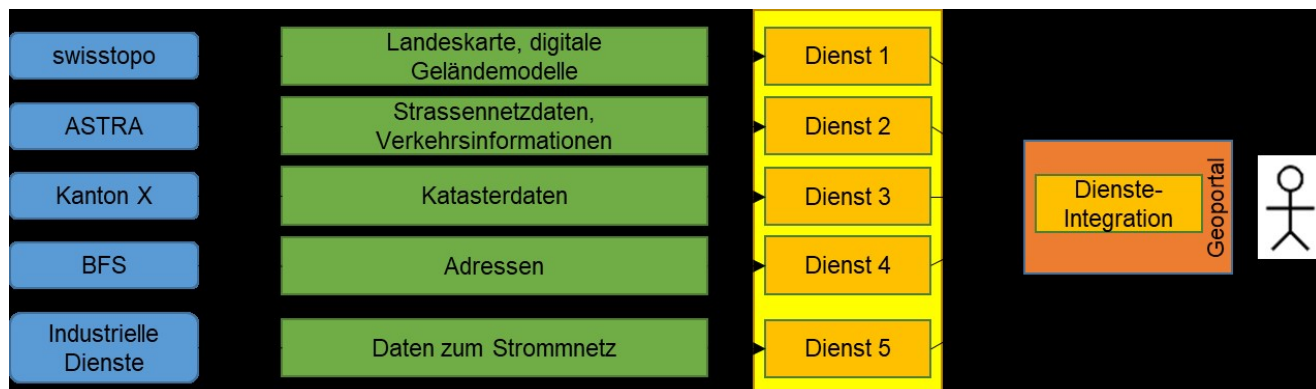 swisstopo
Landeskarte, digitale
Geländemodelle
Dienst 1
ASTRA
Strassennetzdaten,
Verkehrsinformationen
Dienst 2
Kanton X
Katasterdaten
Dienst 3
Dienste-
Integration
Geoportal
BFS
Adressen
Dienst 4
Industrielle
Dienste
Daten zum Strommnetz
Dienst 5